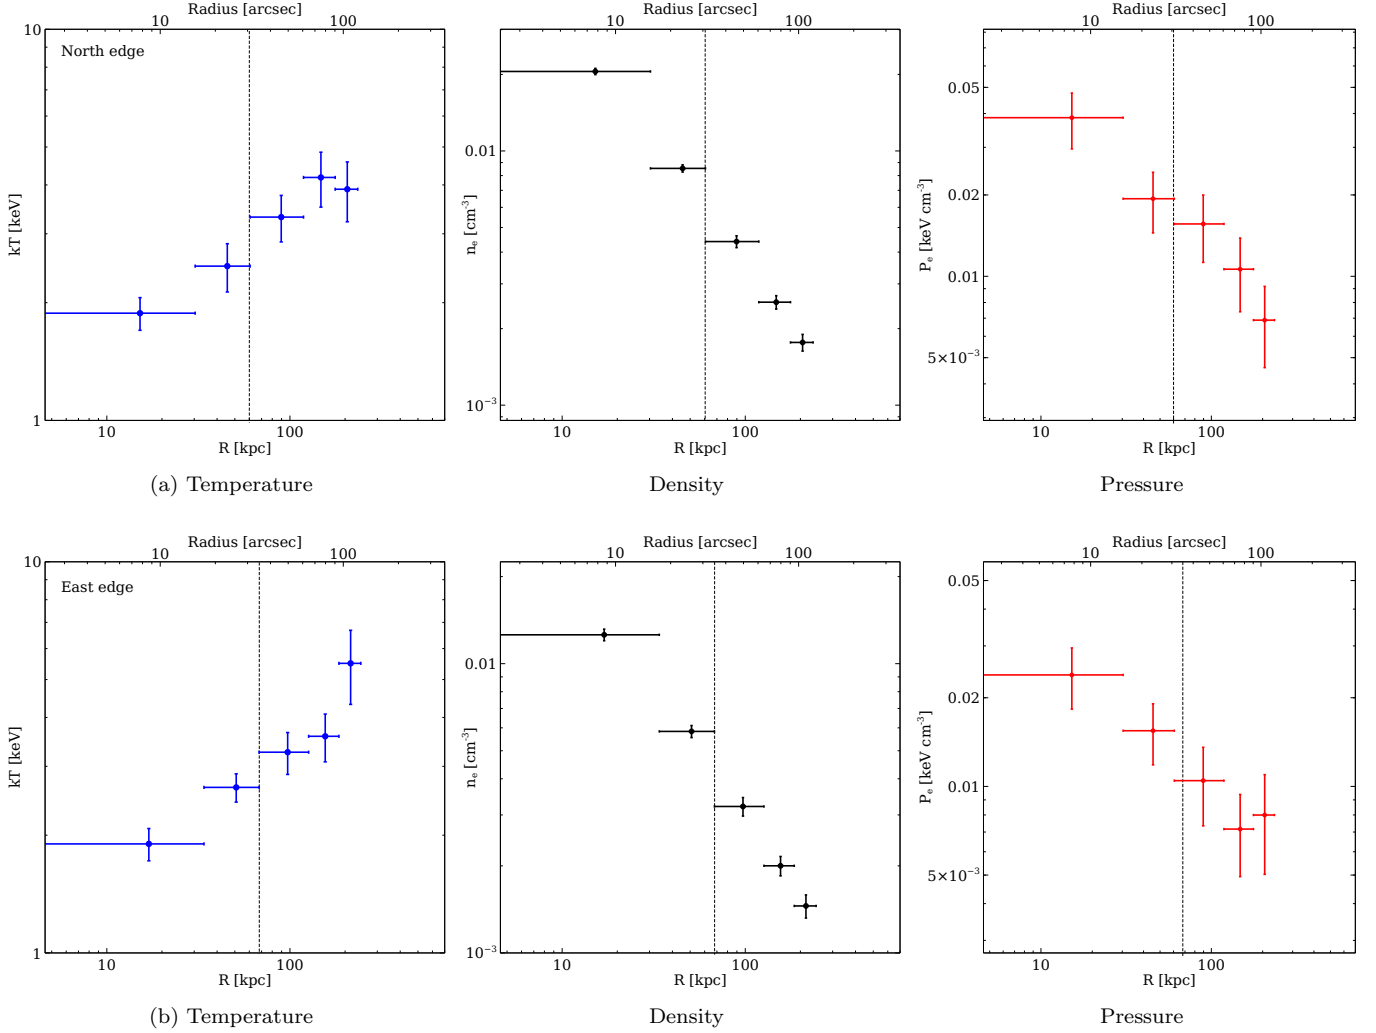 Radius [arcsec] Radius [arcsec] Radius [arcsec]
10 100 10 100 10 100
North edge
10
1
kT [keV]
0.01
10⁻³
nₑ [cm⁻³]
0.05
0.02
0.01
5×10⁻³
Pₑ [keV cm⁻³]
10 100 10 100 10 100
R [kpc] R [kpc] R [kpc]
(a) Temperature Density Pressure
Radius [arcsec] Radius [arcsec] Radius [arcsec]
10 100 10 100 10 100
East edge
10
1
kT [keV]
0.01
10⁻³
nₑ [cm⁻³]
0.05
0.02
0.01
5×10⁻³
Pₑ [keV cm⁻³]
10 100 10 100 10 100
R [kpc] R [kpc] R [kpc]
(b) Temperature Density Pressure